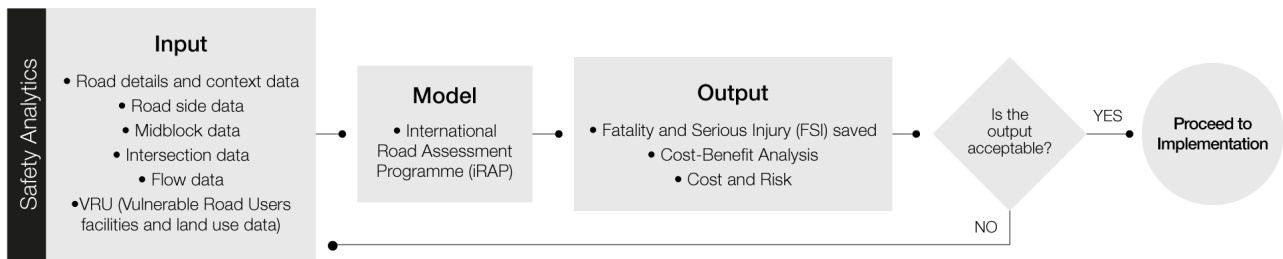 Safety Analytics
Input
• Road details and context data
• Road side data
• Midblock data
• Intersection data
• Flow data
•VRU (Vulnerable Road Users
facilities and land use data)
Model
• International
Road Assessment
Programme (iRAP)
Output
• Fatality and Serious Injury (FSI) saved
• Cost-Benefit Analysis
• Cost and Risk
Is the
output
acceptable?
YES
NO
Proceed to
Implementation